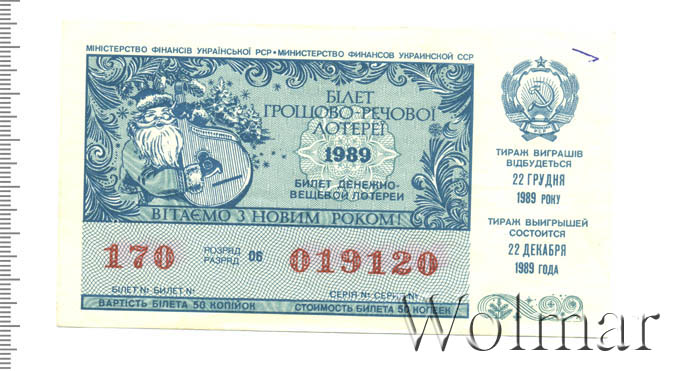 МІНІСТЕРСТВО ФІНАНСІВ УКРАЇНСЬКОЇ РСР • МИНИСТЕРСТВО ФИНАНСОВ УКРАИНСКОЙ ССР
БІЛЕТ
ГРОШОВО-РЕЧОВОЇ
ЛОТЕРЕЇ
1989
БИЛЕТ ДЕНЕЖНО-
ВЕЩЕВОЙ ЛОТЕРЕИ
ВІТАЄМО З НОВИМ РОКОМ!
170 РОЗРЯД РАЗРЯД 06 019120
БІЛЕТ № БИЛЕТ № СЕРІЯ № СЕРИЯ №
ВАРТІСТЬ БІЛЕТА 50 КОПІЙОК СТОИМОСТЬ БИЛЕТА 50 КОПЕЕК
ТИРАЖ ВИГРАШІВ
ВІДБУДЕТЬСЯ
22 ГРУДНЯ
1989 РОКУ
ТИРАЖ ВЫИГРЫШЕЙ
СОСТОИТСЯ
22 ДЕКАБРЯ
1989 ГОДА
Wolmar